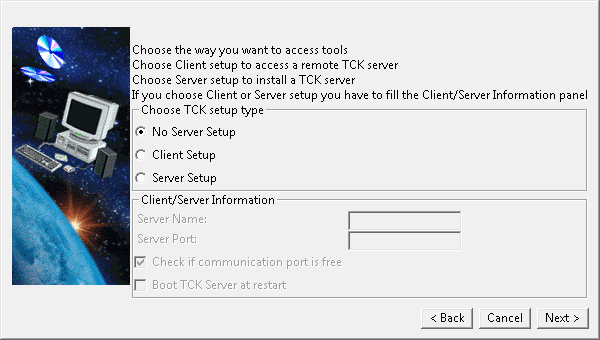 Choose the way you want to access tools
Choose Client setup to access a remote TCK server
Choose Server setup to install a TCK server
If you choose Client or Server setup you have to fill the Client/Server Information panel
Choose TCK setup type
No Server Setup
Client Setup
Server Setup
Client/Server Information
Server Name:
Server Port:
Check if communication port is free
Boot TCK Server at restart
< Back Cancel Next >